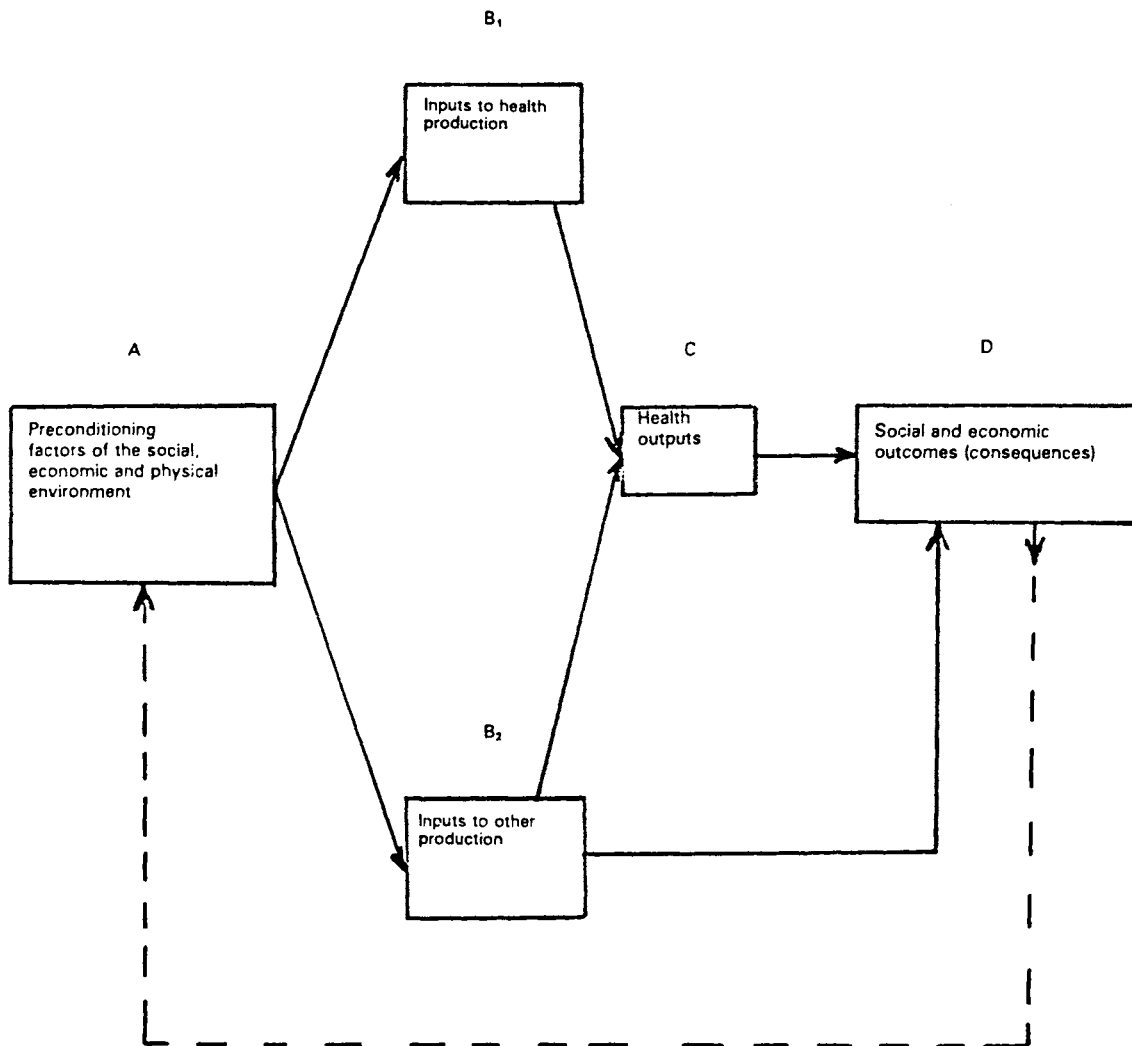 B₁
Inputs to health
production
A
Preconditioning
factors of the social,
economic and physical
environment
C
Health
outputs
D
Social and economic
outcomes (consequences)
B₂
Inputs to other
production